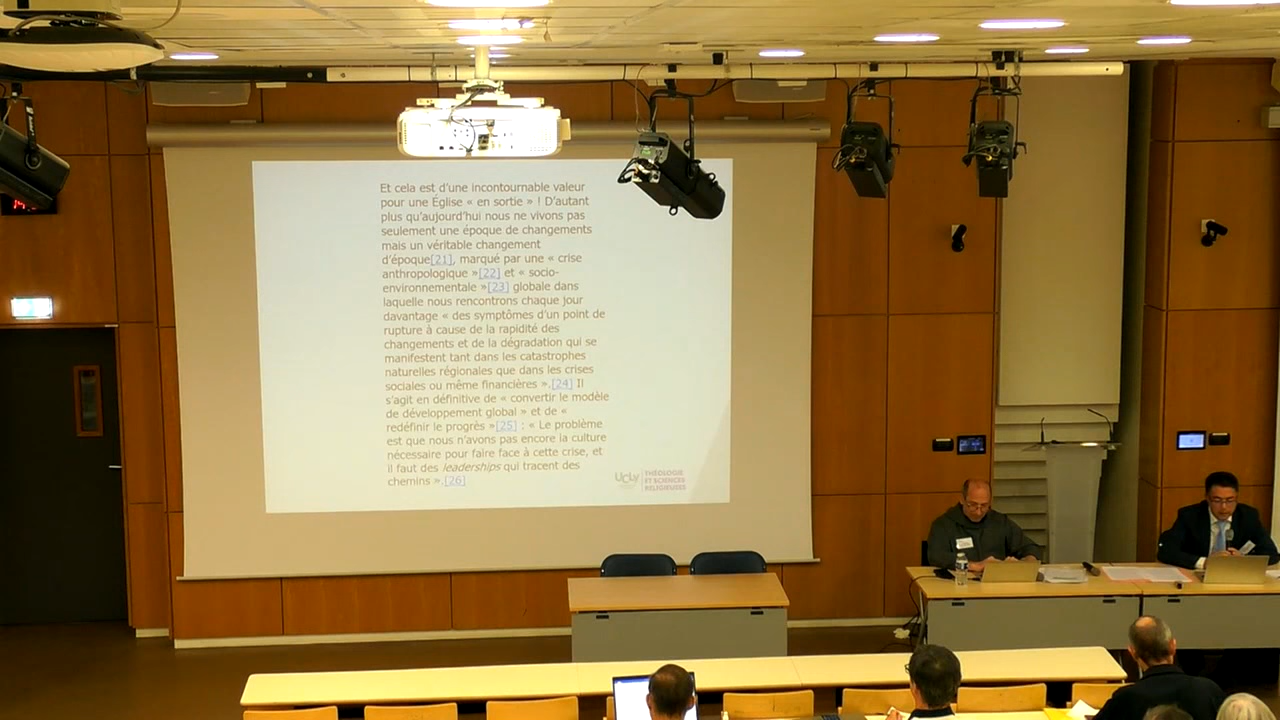 Et cela est d'une incontournable valeur
pour une Église « en sortie » ! D'autant
plus qu'aujourd'hui nous ne vivons pas
seulement une époque de changements
mais un véritable changement
d'époque[21], marqué par une « crise
anthropologique »[22] et « socio-
environnementale »[23] globale dans
laquelle nous rencontrons chaque jour
davantage « des symptômes d'un point de
rupture à cause de la rapidité des
changements et de la dégradation qui se
manifestent tant dans les catastrophes
naturelles régionales que dans les crises
sociales ou même financières ».[24] Il
s'agit en définitive de « convertir le modèle
de développement global » et de «
redéfinir le progrès »[25] : « Le problème
est que nous n'avons pas encore la culture
nécessaire pour faire face à cette crise, et
il faut des leaderships qui tracent des
chemins ».[26]
UCLy
THÉOLOGIE
ET SCIENCES
RELIGIEUSES